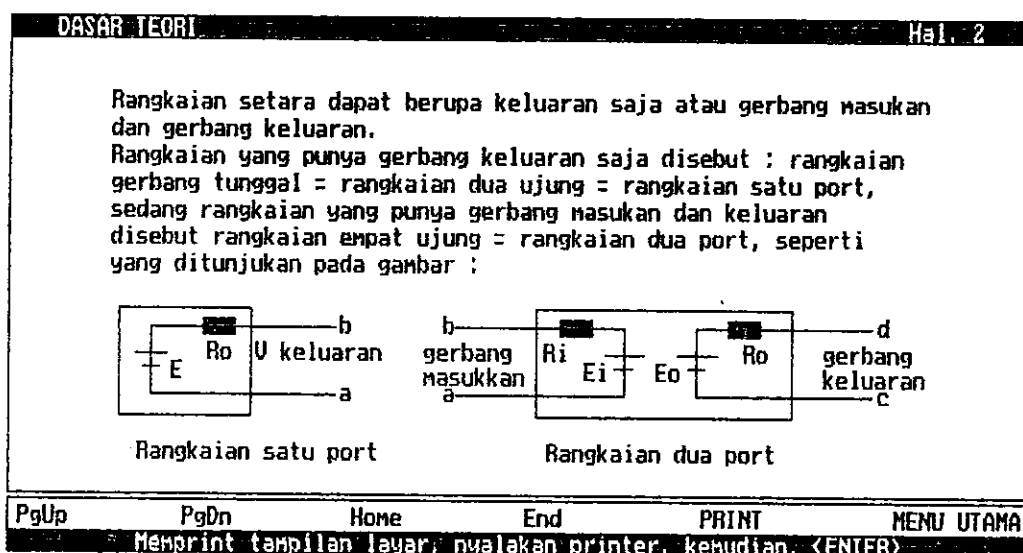 DASAR TEORI Hal. 2
Rangkaian setara dapat berupa keluaran saja atau gerbang masukan
dan gerbang keluaran.
Rangkaian yang punya gerbang keluaran saja disebut : rangkaian
gerbang tunggal = rangkaian dua ujung = rangkaian satu port,
sedang rangkaian yang punya gerbang masukan dan keluaran
disebut rangkaian empat ujung = rangkaian dua port, seperti
yang ditunjukan pada gambar :
b
Ro V keluaran
E
a
b
gerbang
masukkan
a
Ri
Ei
Eo
Ro
d
gerbang
keluaran
c
Rangkaian satu port
Rangkaian dua port
PgUp PgDn Home End PRINT MENU UTAMA
Memprint tampilan layar, nyalakan printer, kemudian <ENTER>